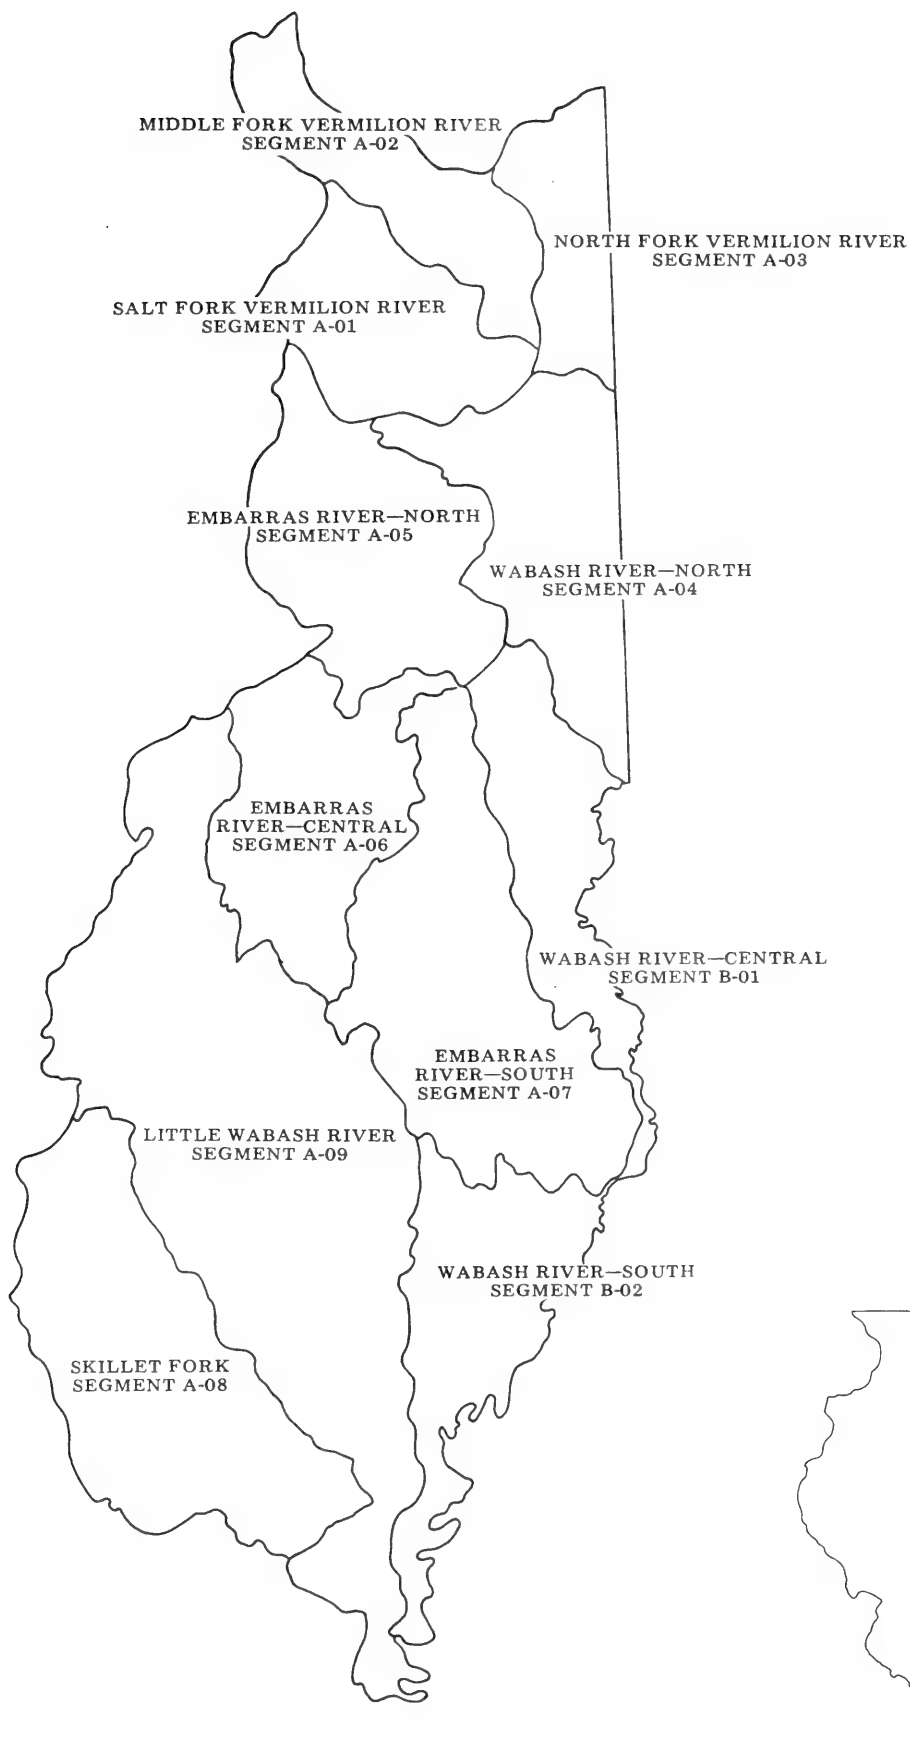 MIDDLE FORK VERMILION RIVER
SEGMENT A-02
NORTH FORK VERMILION RIVER
SEGMENT A-03
SALT FORK VERMILION RIVER
SEGMENT A-01
EMBARRAS RIVER—NORTH
SEGMENT A-05
WABASH RIVER—NORTH
SEGMENT A-04
EMBARRAS
RIVER—CENTRAL
SEGMENT A-06
WABASH RIVER—CENTRAL
SEGMENT B-01
EMBARRAS
RIVER—SOUTH
SEGMENT A-07
LITTLE WABASH RIVER
SEGMENT A-09
WABASH RIVER—SOUTH
SEGMENT B-02
SKILLET FORK
SEGMENT A-08